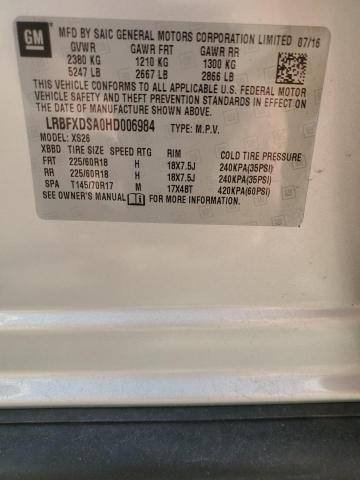 GM
MFD BY SAIC GENERAL MOTORS CORPORATION LIMITED 07/16
GVWR GAWR FRT GAWR RR
2380 KG 1210 KG 1300 KG
5247 LB 2667 LB 2866 LB
THIS VEHICLE CONFORMS TO ALL APPLICABLE U.S. FEDERAL MOTOR
VEHICLE SAFETY AND THEFT PREVENTION STANDARDS IN EFFECT ON THE
DATE OF MANUFACTURE SHOWN ABOVE.
LRBFXDSA0HD006984 TYPE: M.P.V.
MODEL: XS26
XBBD TIRE SIZE SPEED RTG RIM COLD TIRE PRESSURE
FRT 225/60R18 H 18X7.5J 240KPA(35PSI)
RR 225/60R18 H 18X7.5J 240KPA(35PSI)
SPA T145/70R17 M 17X4BT 420KPA(60PSI)
SEE OWNER'S MANUAL FOR MORE INFORMATION